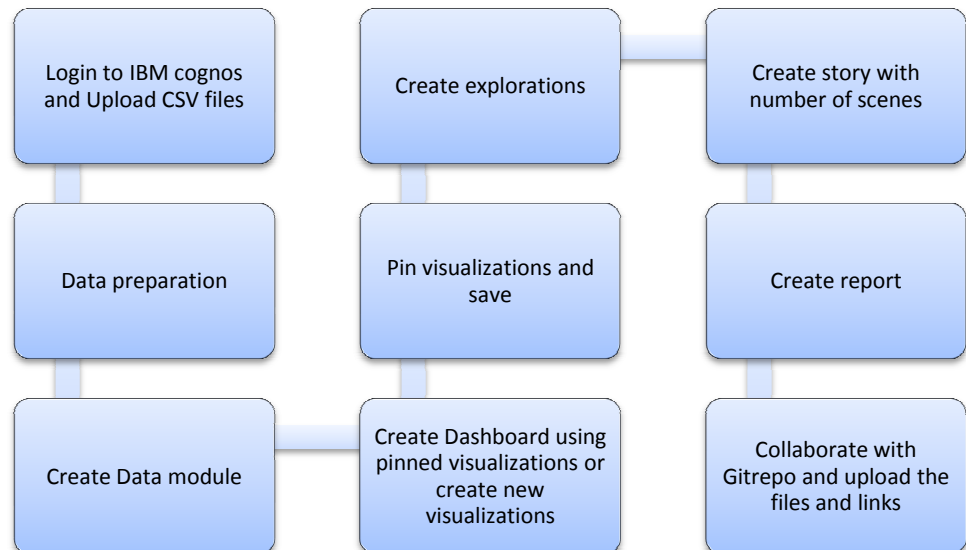 Login to IBM cognos
and Upload CSV files
Data preparation
Create Data module
Create Dashboard using
pinned visualizations or
create new
visualizations
Pin visualizations and
save
Create explorations
Create story with
number of scenes
Create report
Collaborate with
Gitrepo and upload the
files and links